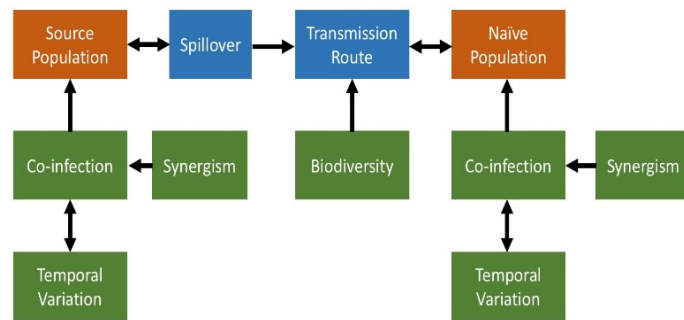 Source
Population
Spillover
Transmission
Route
Naïve
Population
Co-infection
Synergism
Biodiversity
Co-infection
Synergism
Temporal
Variation
Temporal
Variation